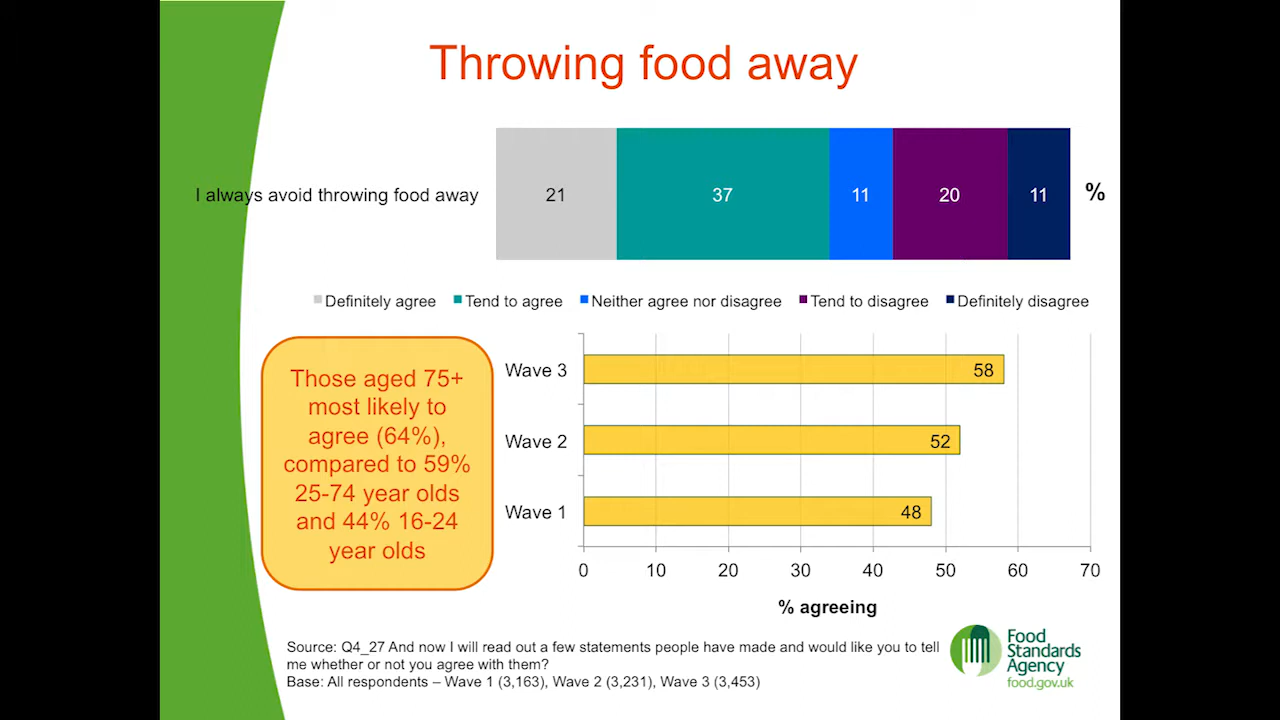 Throwing food away
I always avoid throwing food away
21 37 11 20 11 %
Definitely agree Tend to agree Neither agree nor disagree Tend to disagree Definitely disagree
Those aged 75+
most likely to
agree (64%),
compared to 59%
25-74 year olds
and 44% 16-24
year olds
Wave 3 58
Wave 2 52
Wave 1 48
0 10 20 30 40 50 60 70
% agreeing
Source: Q4_27 And now I will read out a few statements people have made and would like you to tell
me whether or not you agree with them?
Base: All rispondents – Wave 1 (3,163), Wave 2 (3,231), Wave 3 (3,453)
Food
Standards
Agency
food.gov.uk